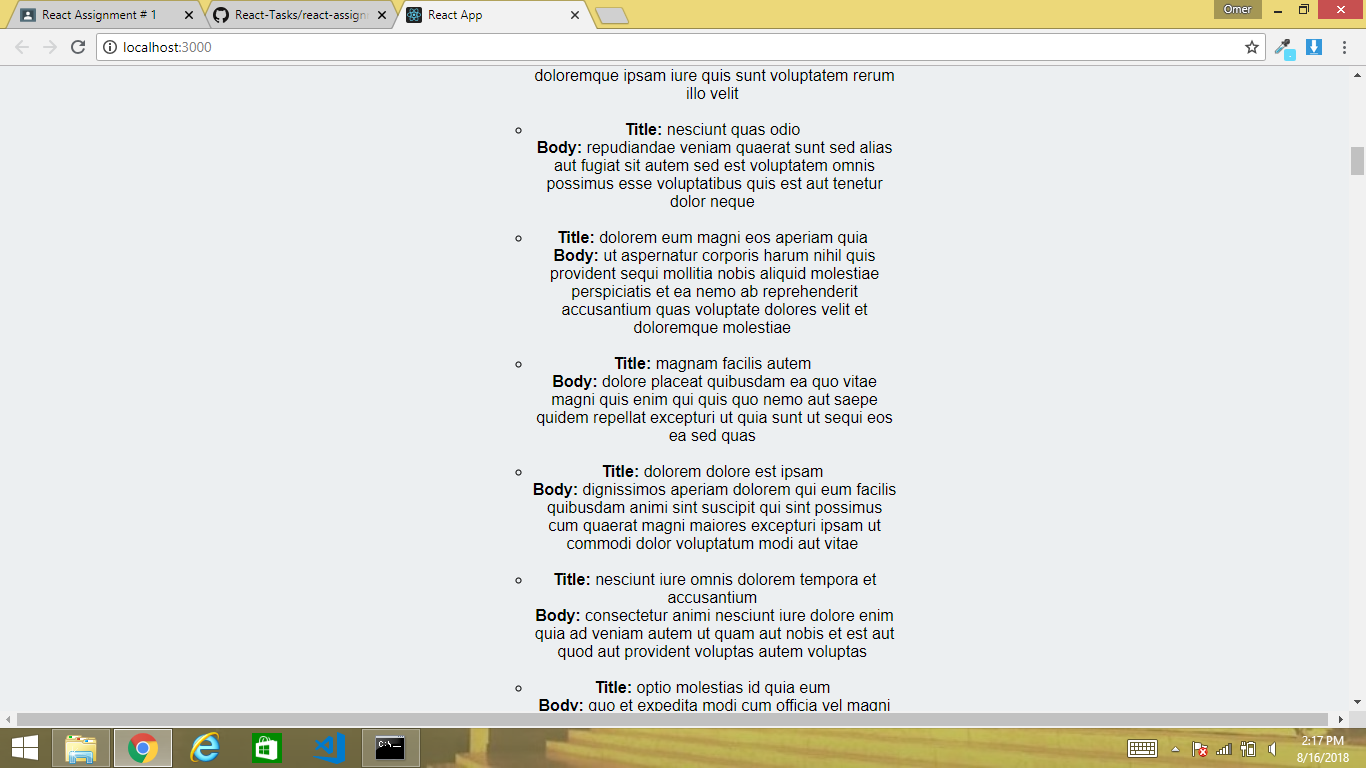 React Assignment # 1
React-Tasks/react-assignm
React App
Omer
localhost:3000
doloremque ipsam iure quis sunt voluptatem rerum
illo velit
Title: nesciunt quas odio
Body: repudiandae veniam quaerat sunt sed alias
aut fugiat sit autem sed est voluptatem omnis
possimus esse voluptatibus quis est aut tenetur
dolor neque
Title: dolorem eum magni eos aperiam quia
Body: ut aspernatur corporis harum nihil quis
provident sequi mollitia nobis aliquid molestiae
perspiciatis et ea nemo ab reprehenderit
accusantium quas voluptate dolores velit et
doloremque molestiae
Title: magnam facilis autem
Body: dolore placeat quibusdam ea quo vitae
magni quis enim qui quis quo nemo aut saepe
quidem repellat excepturi ut quia sunt ut sequi eos
ea sed quas
Title: dolorem dolore est ipsam
Body: dignissimos aperiam dolorem qui eum facilis
quibusdam animi sint suscipit qui sint possimus
cum quaerat magni maiores excepturi ipsam ut
commodi dolor voluptatum modi aut vitae
Title: nesciunt iure omnis dolorem tempora et
accusantium
Body: consectetur animi nesciunt iure dolore enim
quia ad veniam autem ut quam aut nobis et est aut
quod aut provident voluptas autem voluptas
Title: optio molestias id quia eum
Body: quo et expedita modi cum officia vel magni
2:17 PM
8/16/2018